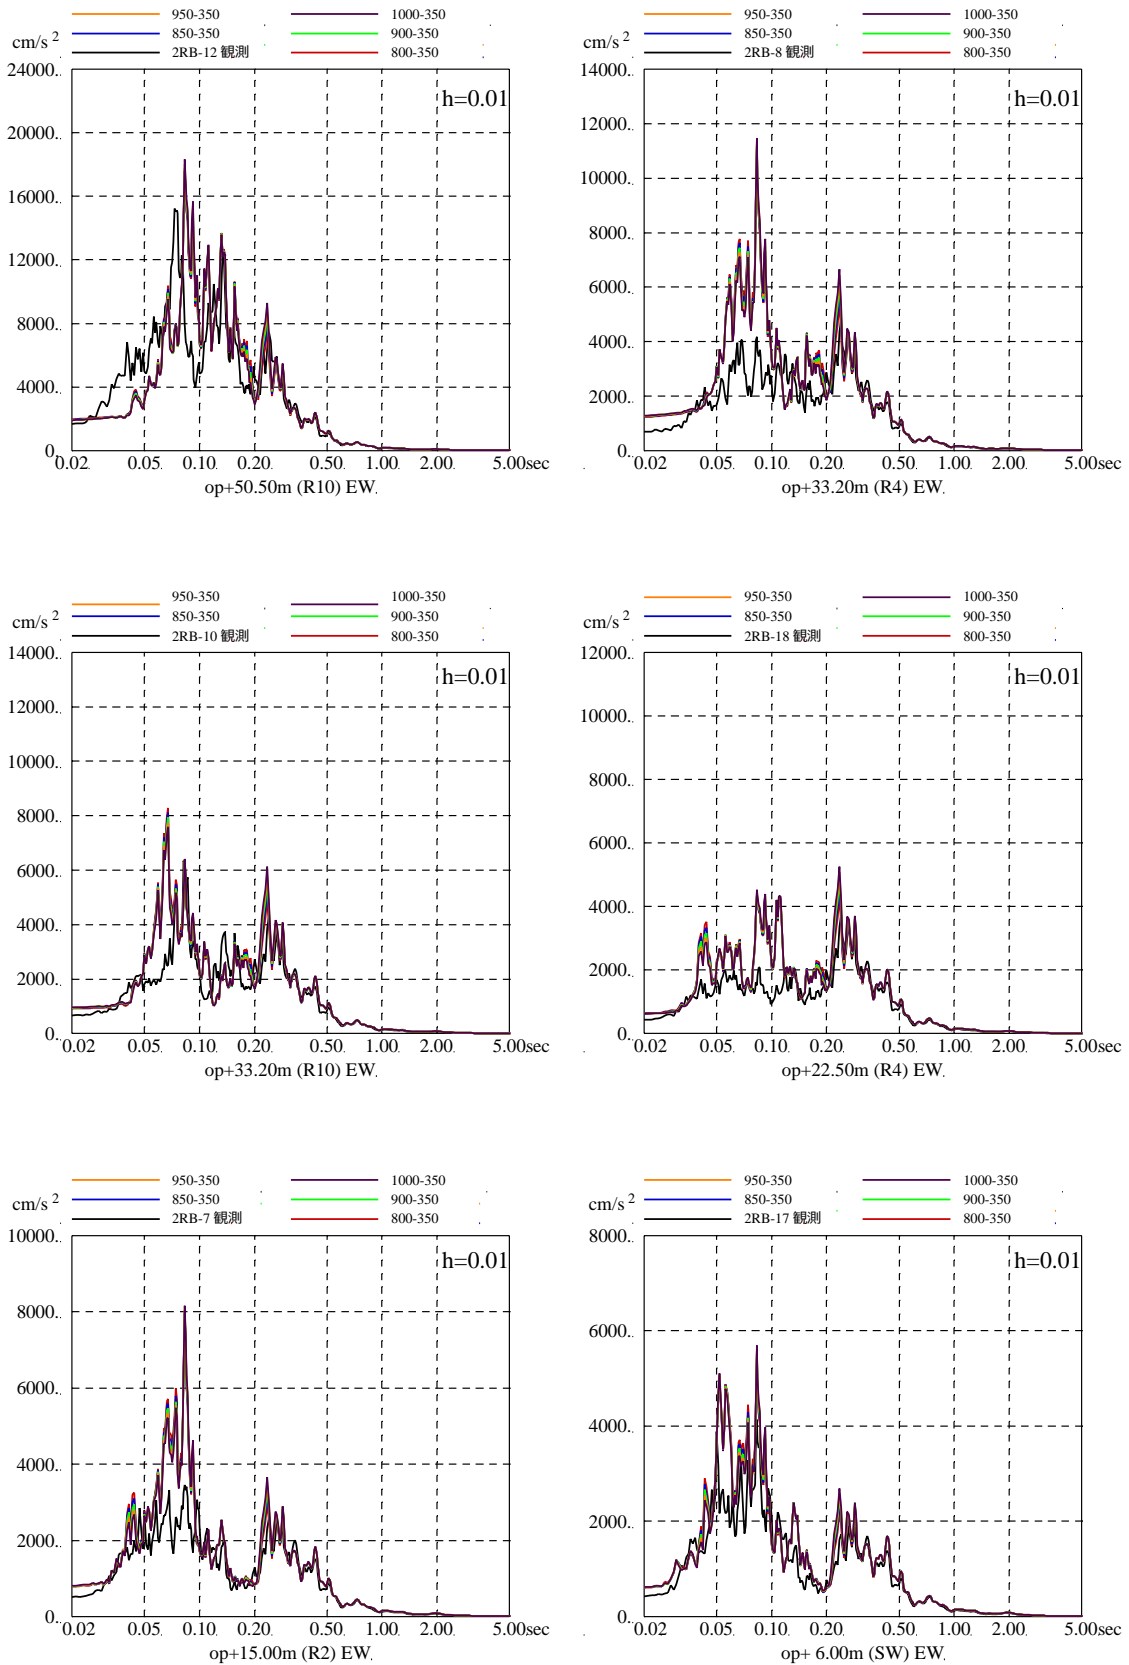 950-350
1000-350
850-350
900-350
2RB-12 観測
800-350
cm/s 2
h=0.01
24000.
20000.
16000.
12000.
8000.
4000.
0.
0.02 0.05 0.10 0.20 0.50 1.00 2.00 5.00sec
op+50.50m (R10) EW
950-350
1000-350
850-350
900-350
2RB-8 観測
800-350
cm/s 2
h=0.01
14000.
12000.
10000.
8000.
6000.
4000.
2000.
0.
0.02 0.05 0.10 0.20 0.50 1.00 2.00 5.00sec
op+33.20m (R4) EW
950-350
1000-350
850-350
900-350
2RB-10 観測
800-350
cm/s 2
h=0.01
14000.
12000.
10000.
8000.
6000.
4000.
2000.
0.
0.02 0.05 0.10 0.20 0.50 1.00 2.00 5.00sec
op+33.20m (R10) EW
950-350
1000-350
850-350
900-350
2RB-18 観測
800-350
cm/s 2
h=0.01
12000.
10000.
8000.
6000.
4000.
2000.
0.
0.02 0.05 0.10 0.20 0.50 1.00 2.00 5.00sec
op+22.50m (R4) EW
950-350
1000-350
850-350
900-350
2RB-7 観測
800-350
cm/s 2
h=0.01
10000.
8000.
6000.
4000.
2000.
0.
0.02 0.05 0.10 0.20 0.50 1.00 2.00 5.00sec
op+15.00m (R2) EW
950-350
1000-350
850-350
900-350
2RB-17 観測
800-350
cm/s 2
h=0.01
8000.
6000.
4000.
2000.
0.
0.02 0.05 0.10 0.20 0.50 1.00 2.00 5.00sec
op+ 6.00m (SW) EW